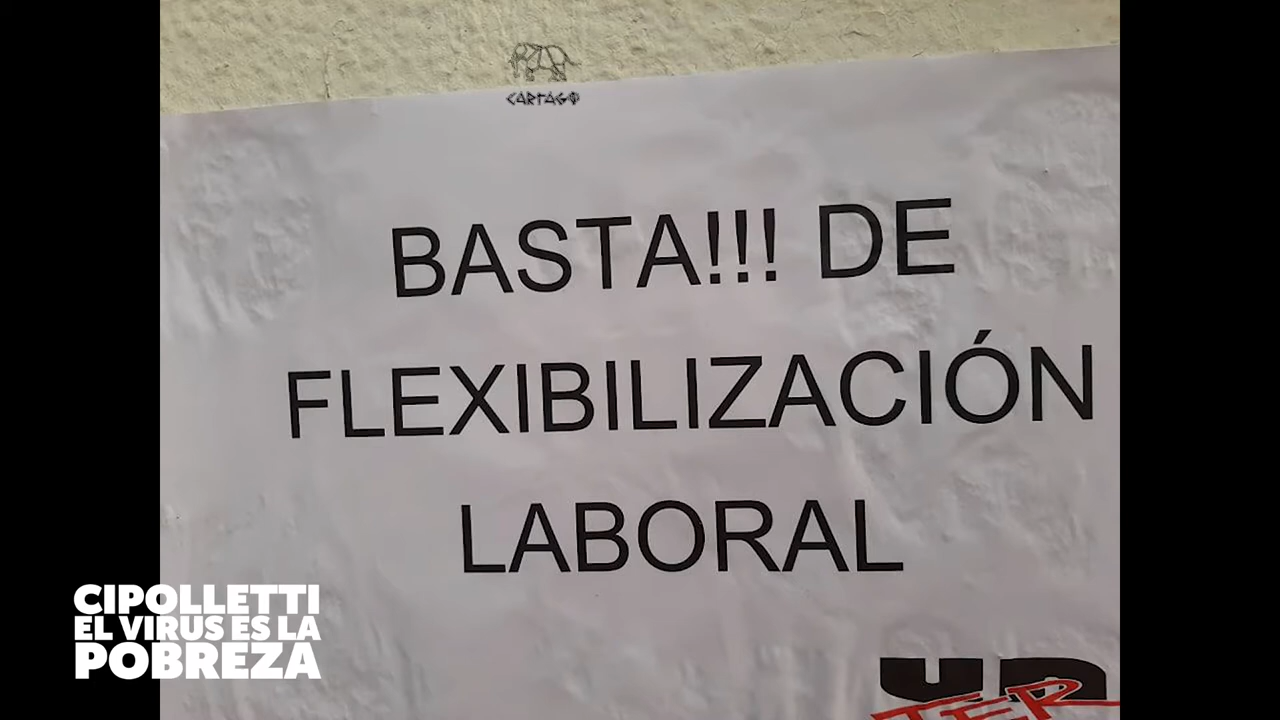 CARTAGO
BASTA!!! DE
FLEXIBILIZACIÓN
LABORAL
CIPOLLETTI
EL VIRUS ES LA
POBREZA